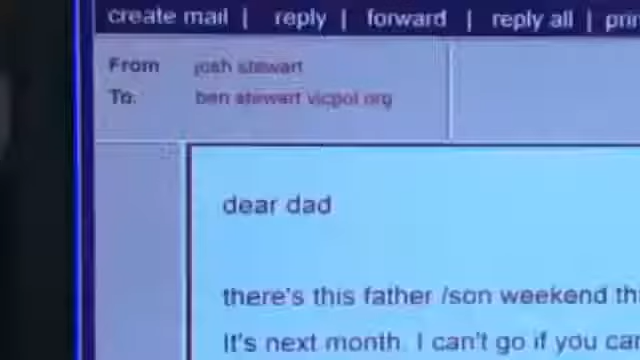 create mail | reply | forward | reply all |
From josh stewart
To: ben stewart vicpol.org
dear dad
there's this father /son weekend
It's next month. I can't go if you